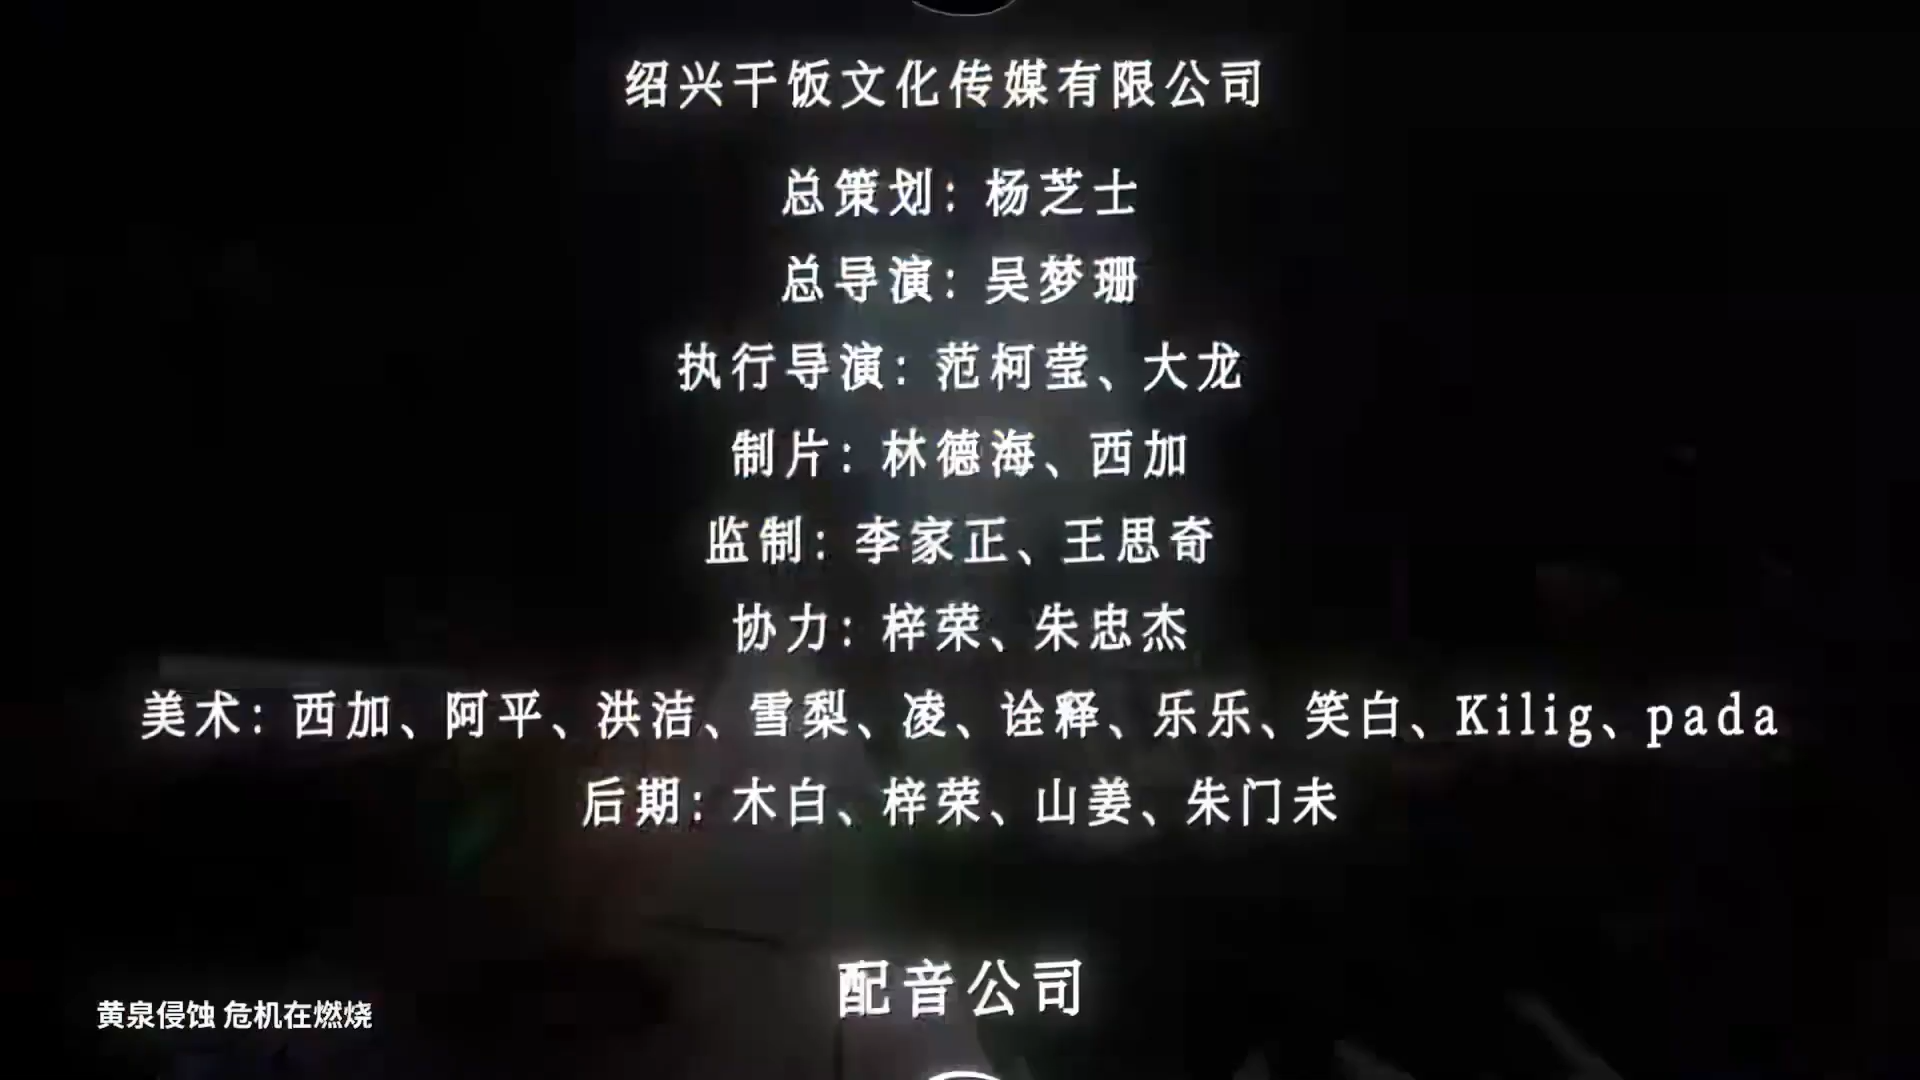 绍兴干饭文化传媒有限公司
总策划：杨芝士
总导演：吴梦珊
执行导演：范柯莹、大龙
制片：林德海、西加
监制：李家正、王思奇
协力：梓荣、朱忠杰
美术：西加、阿平、洪洁、雪梨、凌、诠释、乐乐、笑白、Kilig、pada
后期：木白、梓荣、山姜、朱门未
配音公司
黄泉侵蚀 危机在燃烧